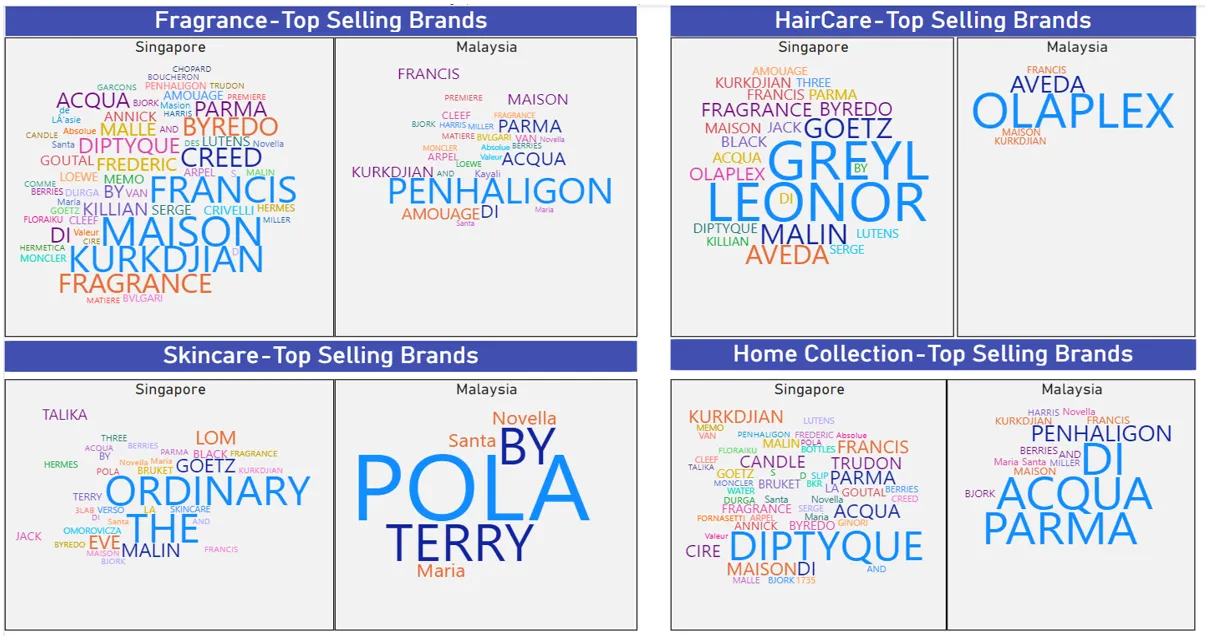 Fragrance-Top Selling Brands
Singapore
CHOPARD
BOUCHERON
GARCONS PENHALIGON TRUDON
AMOUAGE PREMIERE
ACQUA BJORK Masion PARMA
de HARRIS
LÂ'asie ANNICK
CANDLE Absolue MALLE AND BYREDO
Santa DIPTYQUE DES LUTENS Novella
GOUTAL FREDERIC CREED
LOEWE ARPEL S. MALIN
COMME MEMO
BERRIES DURGA BY VAN FRANCIS
Maria
GOETZ KILLIAN SERGE CRIVELLI HERMES
FLORAIKU CLEEF MILLER
DI Valeur MAISON
CIRE
HERMETICA D
MONCLER KURKDJIAN
FRAGRANCE
MATIERE BVLGARI
Malaysia
FRANCIS
PREMIERE MAISON
CLEEF FRAGRANCE
BJORK HARRIS MILLER PARMA
MATIERE BVLGARI VAN Novella
MONCLER Absolue BERRIES
ARPEL Valeur ACQUA
LOEWE
KURKDJIAN AND Kayali
PENHALIGON
AMOUAGE DI Maria
Santa
HairCare-Top Selling Brands
Singapore
AMOUAGE
KURKDJIAN THREE
FRANCIS PARMA
FRAGRANCE BYREDO
MAISON JACK GOETZ
BLACK
ACQUA GREYL
OLAPLEX BY
DI
LEONOR
DIPTYQUE MALIN LUTENS
KILLIAN
AVEDA SERGE
Malaysia
FRANCIS
AVEDA
OLAPLEX
MAISON
KURKDJIAN
Skincare-Top Selling Brands
Singapore
TALIKA
THREE LOM
ACQUA BERRIES
BY PARMA BLACK FRAGRANCE
HERMES Novella Maria GOETZ
POLA BRUKET KURKDJIAN
ORDINARY
TERRY
3LAB VERSO LA SKINCARE
DI Santa THE AND
OMOROVICZA
JACK
BYREDO EVE MALIN FRANCIS
MAISON
BJORK
Malaysia
Novella
Santa BY
POLA
TERRY
Maria
Home Collection-Top Selling Brands
Singapore
KURKDJIAN LUTENS
MEMO
VAN PENHALIGON FREDERIC Absolue
MALIN POLA FRANCIS
FLORAIKU BOTTLES
CLEEF CANDLE TRUDON
TALIKA
GOETZ S D SLIP PARMA
MONCLER BRUKET BKR LA
WATER GOUTAL BERRIES
DURGA Santa Novella CREED
FRAGRANCE SERGE ACQUA
FORNASETTI ARPEL Maria
ANNICK BYREDO GINORI
Valeur
CIRE DIPTYQUE
MAISON DI AND
MALLE BJORK 1735
Malaysia
HARRIS Novella
KURKDJIAN FRANCIS
PENHALIGON
BERRIES AND DI
Maria Santa MILLER
MAISON
BJORK ACQUA
PARMA